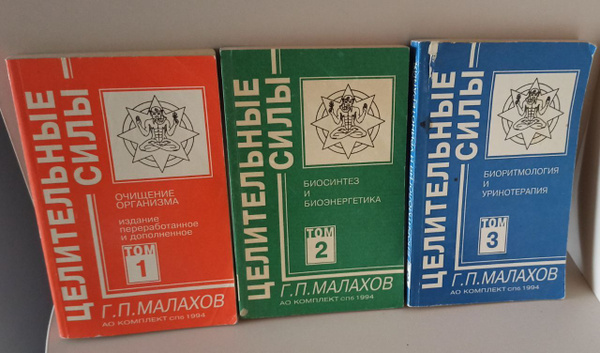 ЦЕЛИТЕЛЬНЫЕ
СИЛЫ
ОЧИЩЕНИЕ
ОРГАНИЗМА
издание
переработанное
и дополненное
ТОМ
1
Г.П.МАЛАХОВ
АО КОМПЛЕКТ СПб 1994
ЦЕЛИТЕЛЬНЫЕ
СИЛЫ
БИОСИНТЕЗ
И
БИОЭНЕРГЕТИКА
ТОМ
2
Г.П.МАЛАХОВ
АО КОМПЛЕКТ СПб 1994
ЦЕЛИТЕЛЬНЫЕ
СИЛЫ
БИОРИТМОЛОГИЯ
И
УРИНОТЕРАПИЯ
ТОМ
3
Г.П.МАЛАХОВ
АО КОМПЛЕКТ СПб 1994